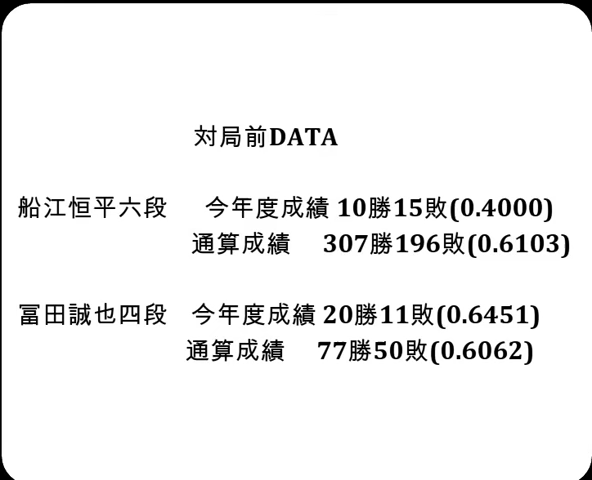 対局前DATA
船江恒平六段 今年度成績 10勝15敗(0.4000)
通算成績 307勝196敗(0.6103)
冨田誠也四段 今年度成績 20勝11敗(0.6451)
通算成績 77勝50敗(0.6062)